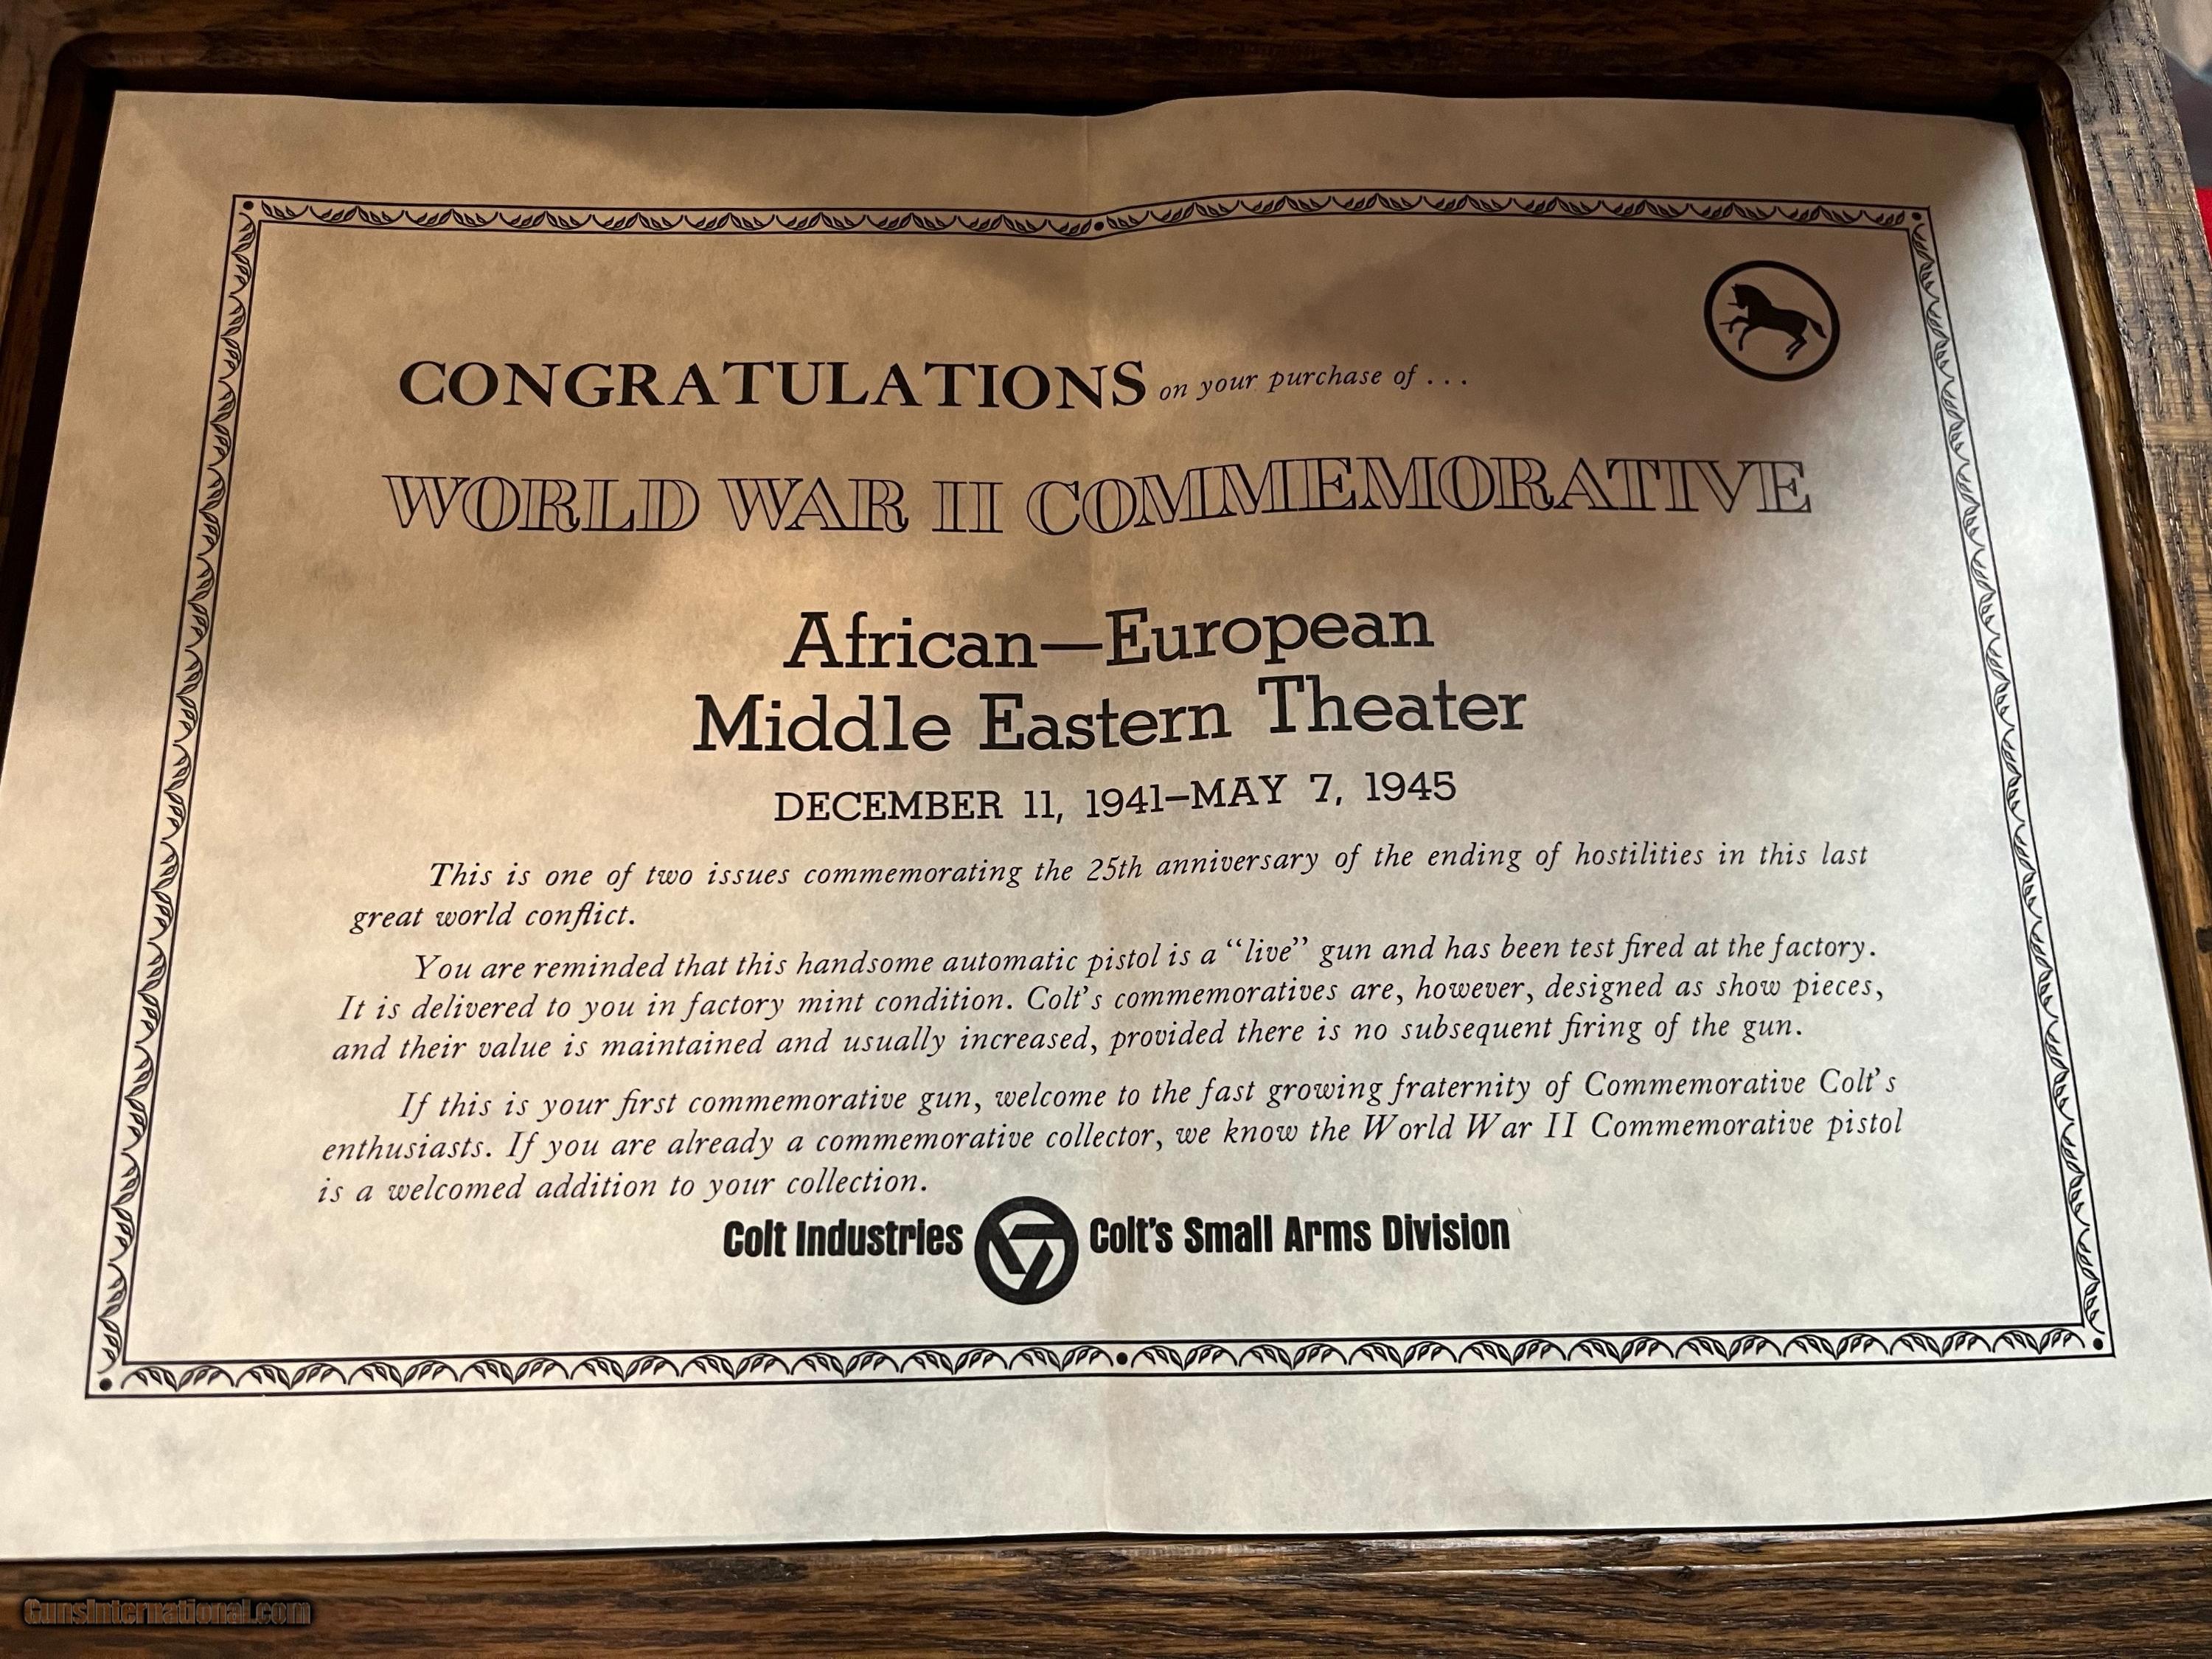 CONGRATULATIONS on your purchase of . . .
WORLD WAR II COMMEMORATIVE
African—European
Middle Eastern Theater
DECEMBER 11, 1941–MAY 7, 1945
This is one of two issues commemorating the 25th anniversary of the ending of hostilities in this last
great world conflict.
You are reminded that this handsome automatic pistol is a “live” gun and has been test fired at the factory.
It is delivered to you in factory mint condition. Colt’s commemoratives are, however, designed as show pieces,
and their value is maintained and usually increased, provided there is no subsequent firing of the gun.
If this is your first commemorative gun, welcome to the fast growing fraternity of Commemorative Colt’s
enthusiasts. If you are already a commemorative collector, we know the World War II Commemorative pistol
is a welcomed addition to your collection.
Colt Industries Colt’s Small Arms Division
GunsInternational.com